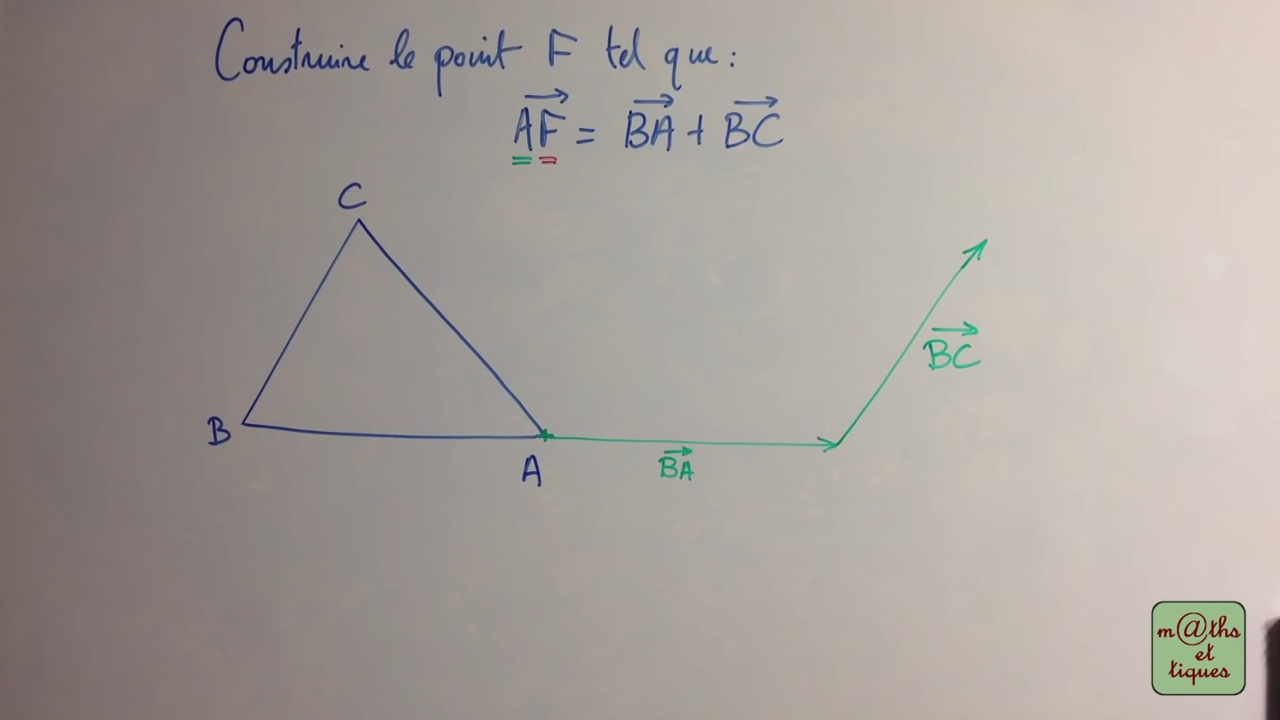 Construire le point F tel que :
AF = BA + BC
C
BC
B
A
BA
m@ths
et
tiques